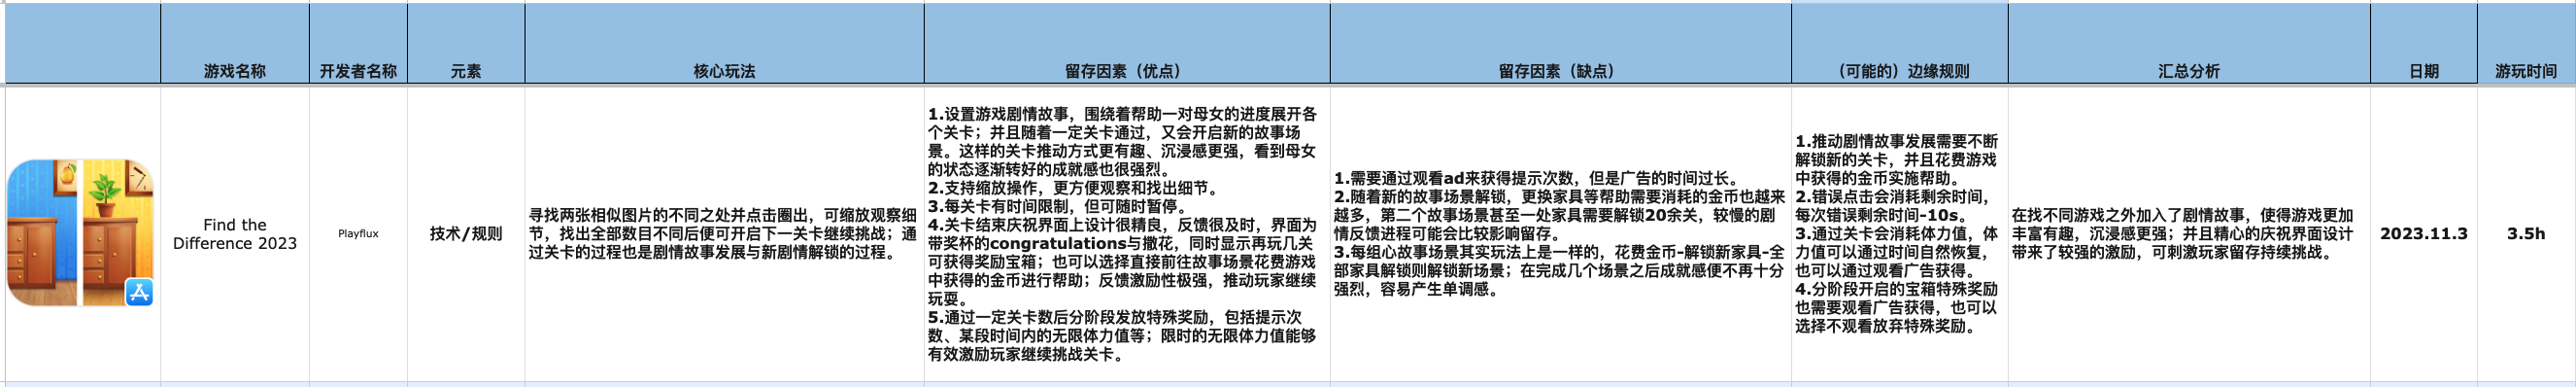 游戏名称
开发者名称
元素
核心玩法
留存因素（优点）
留存因素（缺点）
（可能的）边缘规则
汇总分析
日期
游玩时间
Find the
Difference 2023
Playflux
技术/规则
寻找两张相似图片的不同之处并点击圈出，可缩放观察细
节，找出全部数目不同后便可开启下一关卡继续挑战；通
过关卡的过程也是剧情故事发展与新剧情解锁的过程。
1.设置游戏剧情故事，围绕着帮助一对母女的进度展开各
个关卡；并且随着一定关卡通过，又会开启新的故事场
景。这样的关卡推动方式更有趣、沉浸感更强，看到母女
的状态逐渐转好的成就感也很强烈。
2.支持缩放操作，更方便观察和找出细节。
3.每关卡有时间限制，但可随时暂停。
4.关卡结束庆祝界面上设计很精良，反馈很及时，界面为
带奖杯的congratulations与撒花，同时显示再玩几关
可获得奖励宝箱；也可以选择直接前往故事场景花费游戏
中获得的金币进行帮助；反馈激励性极强，推动玩家继续
玩耍。
5.通过一定关卡数后分阶段发放特殊奖励，包括提示次
数、某段时间内的无限体力值等；限时的无限体力值能够
有效激励玩家继续挑战关卡。
1.需要通过观看ad来获得提示次数，但是广告的时间过长。
2.随着新的故事场景解锁，更换家具等帮助需要消耗的金币也越来
越多，第二个故事场景甚至一处家具需要解锁20余关，较慢的剧
情反馈进程可能会比较影响留存。
3.每组心故事场景其实玩法上是一样的，花费金币-解锁新家具-全
部家具解锁则解锁新场景；在完成几个场景之后成就感便不再十分
强烈，容易产生单调感。
1.推动剧情故事发展需要不断
解锁新的关卡，并且花费游戏
中获得的金币实施帮助。
2.错误点击会消耗剩余时间，
每次错误剩余时间-10s。
3.通过关卡会消耗体力值，体
力值可以通过时间自然恢复，
也可以通过观看广告获得。
4.分阶段开启的宝箱特殊奖励
也需要观看广告获得，也可以
选择不观看放弃特殊奖励。
在找不同游戏之外加入了剧情故事，使得游戏更加
丰富有趣，沉浸感更强；并且精心的庆祝界面设计
带来了较强的激励，可刺激玩家留存持续挑战。
2023.11.3
3.5h